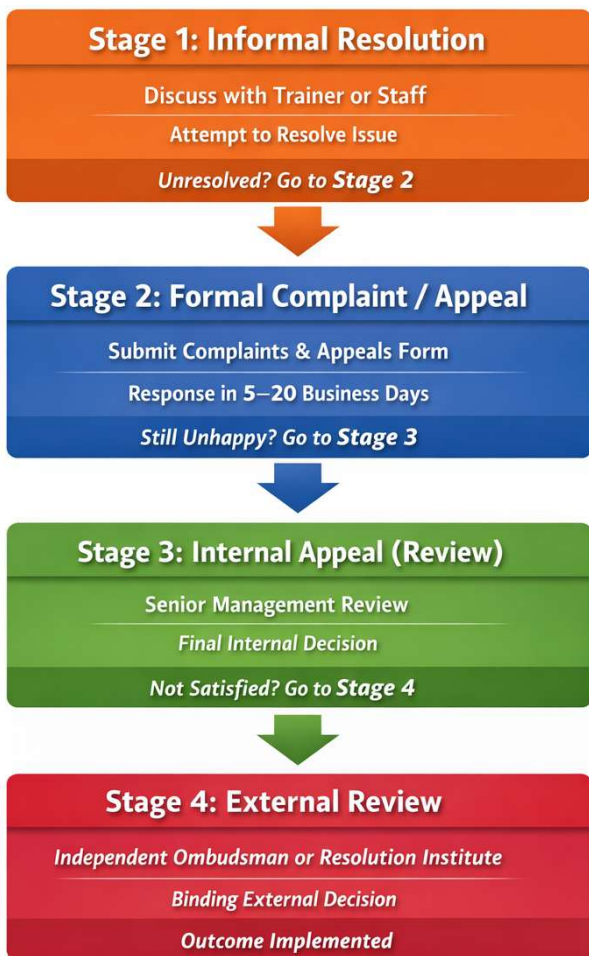 Stage 1: Informal Resolution
Discuss with Trainer or Staff
Attempt to Resolve Issue
Unresolved? Go to Stage 2
Stage 2: Formal Complaint / Appeal
Submit Complaints & Appeals Form
Response in 5–20 Business Days
Still Unhappy? Go to Stage 3
Stage 3: Internal Appeal (Review)
Senior Management Review
Final Internal Decision
Not Satisfied? Go to Stage 4
Stage 4: External Review
Independent Ombudsman or Resolution Institute
Binding External Decision
Outcome Implemented